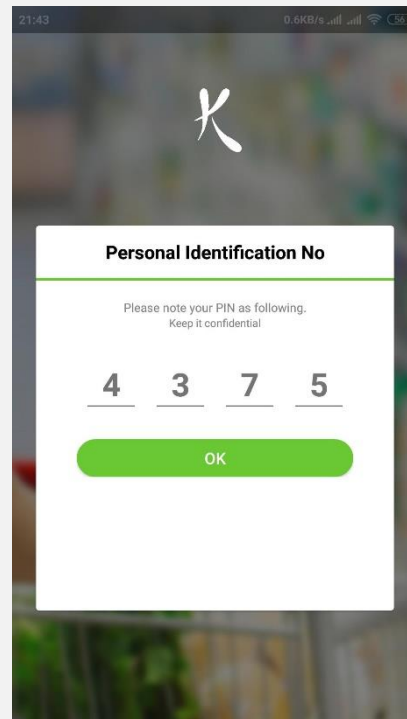 21:43 0.6KB/s 56
K
Personal Identification No
Please note your PIN as following.
Keep it confidential
4 3 7 5
OK